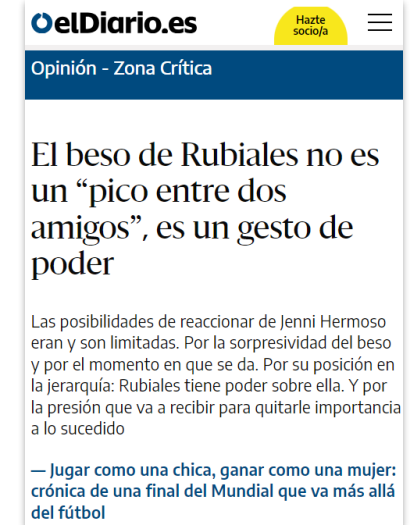 elDiario.es
Hazte
socio/a
Opinión - Zona Crítica
El beso de Rubiales no es
un “pico entre dos
amigos”, es un gesto de
poder
Las posibilidades de reaccionar de Jenni Hermoso
eran y son limitadas. Por la sorpresividad del beso
y por el momento en que se da. Por su posición en
la jerarquía: Rubiales tiene poder sobre ella. Y por
la presión que va a recibir para quitarle importancia
a lo sucedido
— Jugar como una chica, ganar como una mujer:
crónica de una final del Mundial que va más allá
del fútbol